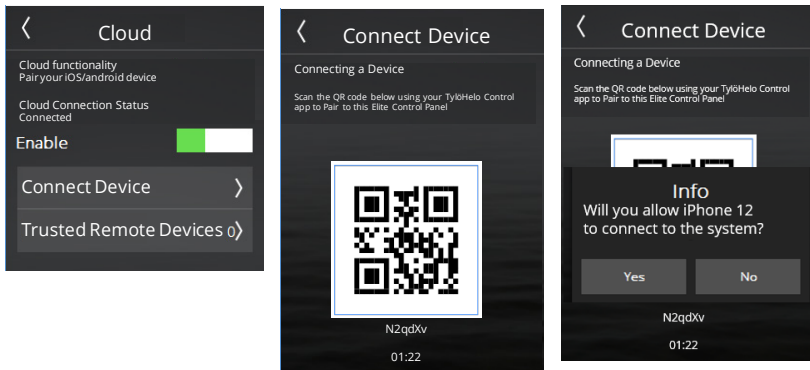 Cloud
Cloud functionality
Pair your iOS/android device
Cloud Connection Status
Connected
Enable
Connect Device
Trusted Remote Devices 0
Connect Device
Connecting a Device
Scan the QR code below using your TylöHelo Control
app to Pair to this Elite Control Panel
N2qdXv
01:22
Connect Device
Connecting a Device
Scan the QR code below using your TylöHelo Control
app to Pair to this Elite Control Panel
Info
Will you allow iPhone 12
to connect to the system?
Yes No
N2qdXv
01:22